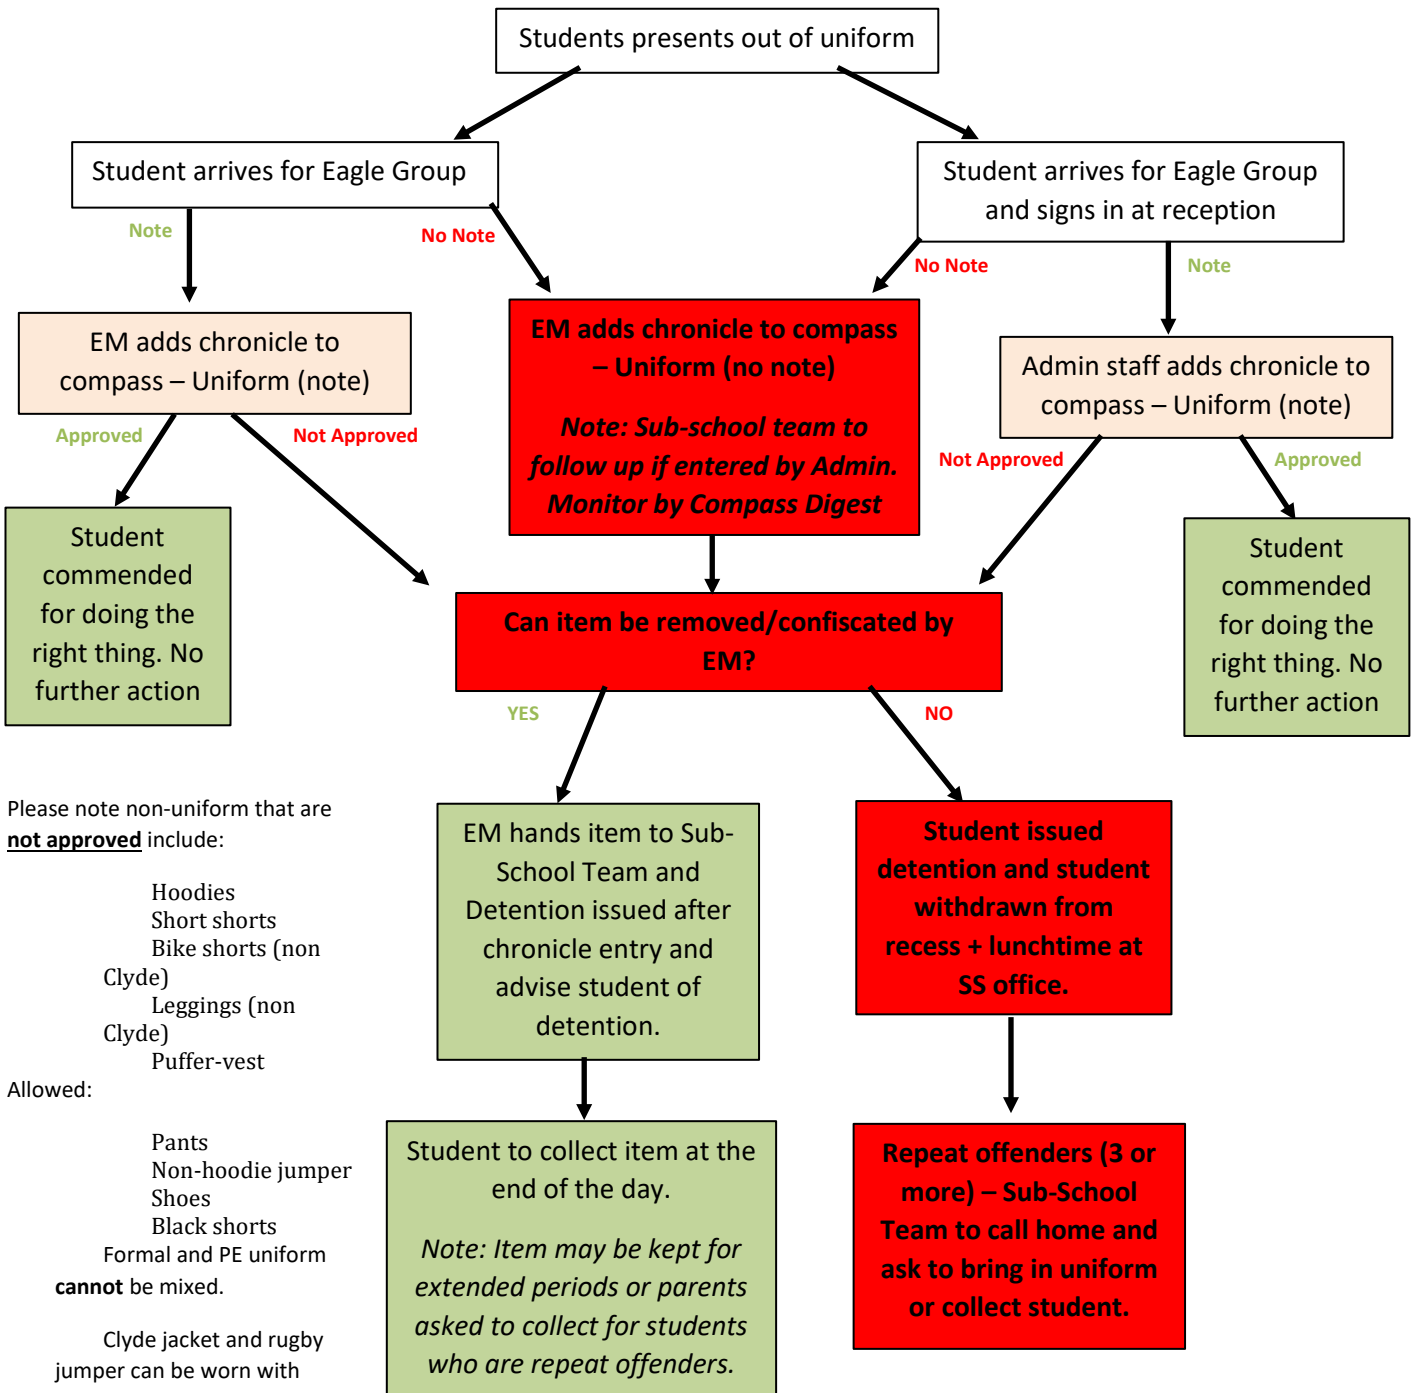 Students presents out of uniform
Student arrives for Eagle Group
Student arrives for Eagle Group
and signs in at reception
Note
No Note
No Note
Note
EM adds chronicle to
compass – Uniform (note)
EM adds chronicle to compass
– Uniform (no note)
Note: Sub-school team to
follow up if entered by Admin.
Monitor by Compass Digest
Admin staff adds chronicle to
compass – Uniform (note)
Approved
Not Approved
Not Approved
Approved
Student
commended
for doing the
right thing. No
further action
Can item be removed/confiscated by
EM?
Student
commended
for doing the
right thing. No
further action
YES
NO
Please note non-uniform that are
not approved include:
Hoodies
Short shorts
Bike shorts (non
Clyde)
Leggings (non
Clyde)
Puffer-vest
Allowed:
Pants
Non-hoodie jumper
Shoes
Black shorts
Formal and PE uniform
cannot be mixed.
Clyde jacket and rugby
jumper can be worn with
EM hands item to Sub-
School Team and
Detention issued after
chronicle entry and
advise student of
detention.
Student issued
detention and student
withdrawn from
recess + lunchtime at
SS office.
Student to collect item at the
end of the day.
Note: Item may be kept for
extended periods or parents
asked to collect for students
who are repeat offenders.
Repeat offenders (3 or
more) – Sub-School
Team to call home and
ask to bring in uniform
or collect student.